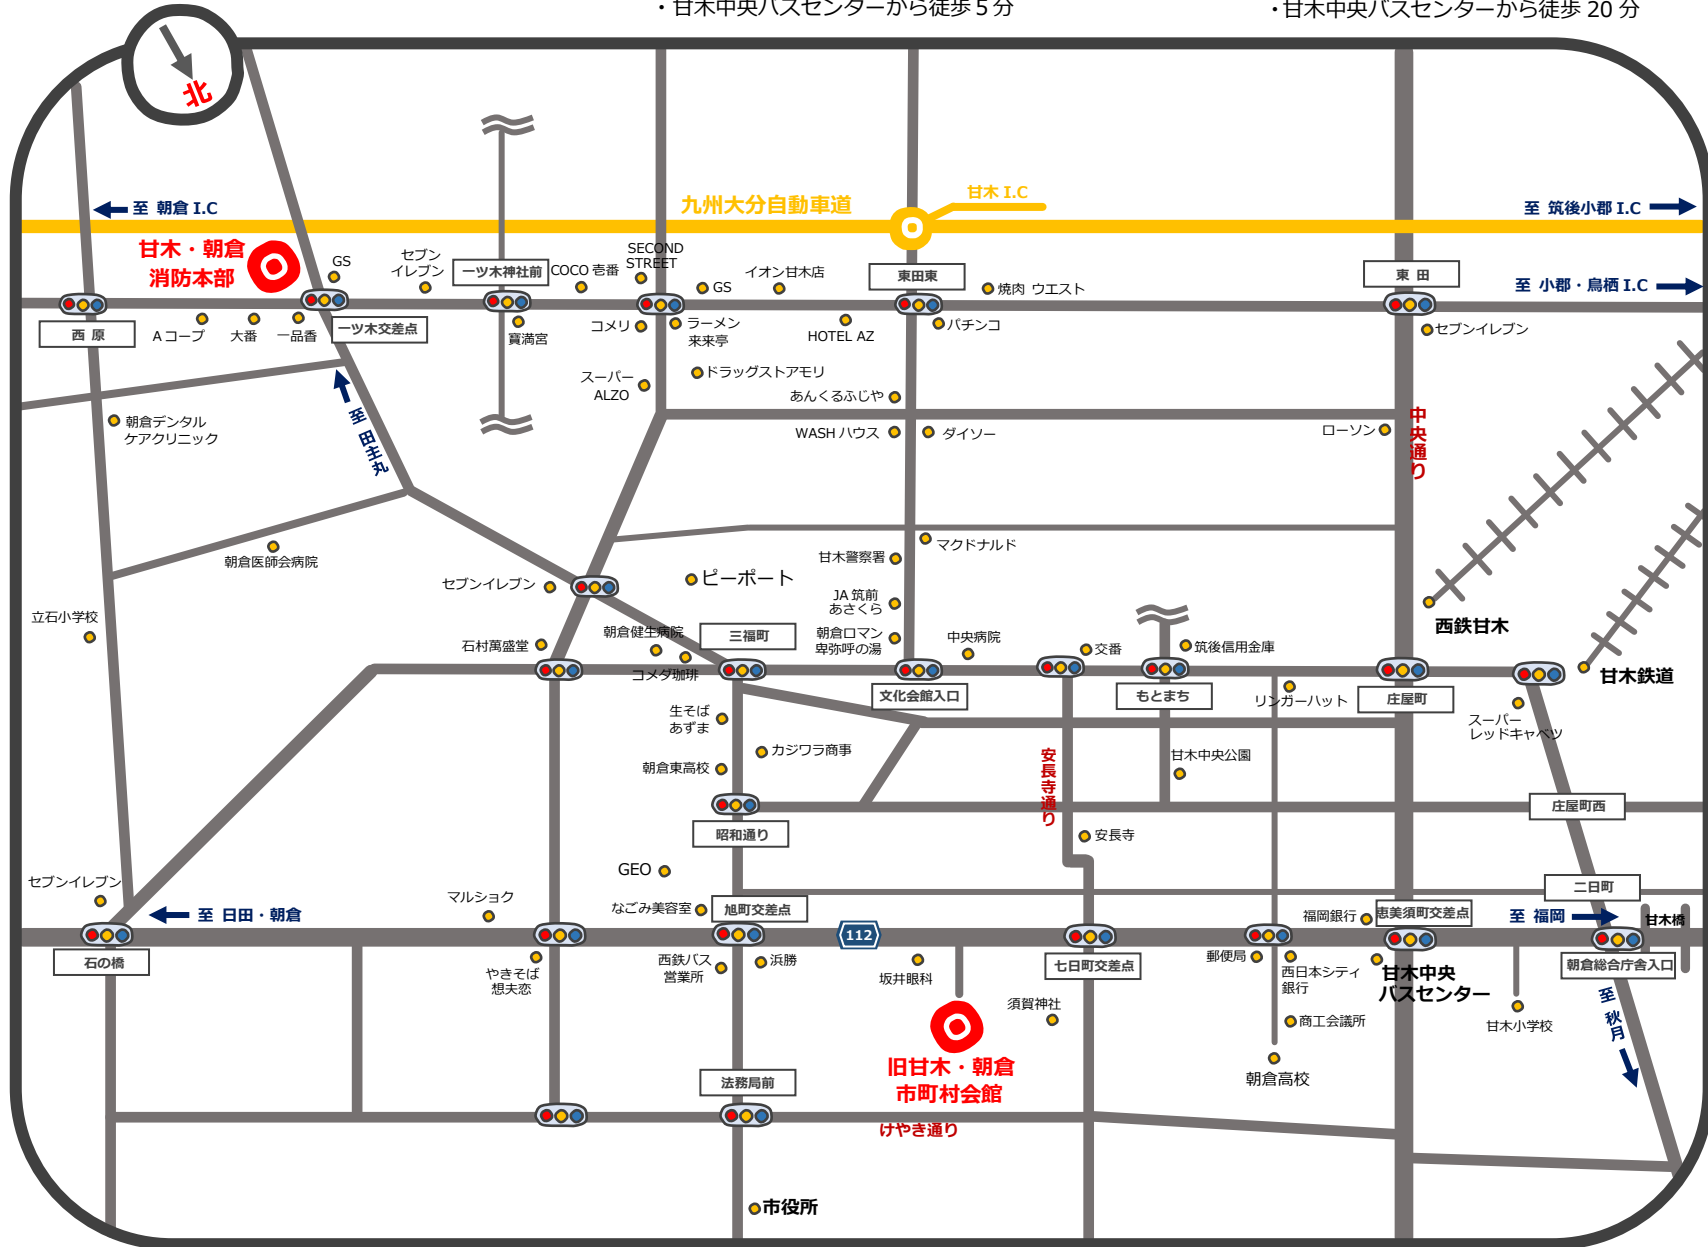 ・甘木中央バスセンターから徒歩５分
・甘木中央バスセンターから徒歩 20 分
北
至 朝倉 I.C
九州大分自動車道
甘木 I.C
至 筑後小郡 I.C
甘木・朝倉
消防本部
GS
セブン
イレブン
一ツ木神社前
COCO 壱番
SECOND
STREET
GS
イオン甘木店
東田東
焼肉 ウエスト
東 田
至 小郡・鳥栖 I.C
西 原
A コープ
大番
一品香
一ツ木交差点
寶満宮
コメリ
ラーメン
来来亭
HOTEL AZ
パチンコ
セブンイレブン
スーパー
ALZO
ドラッグストアモリ
あんくるふじや
WASH ハウス
ダイソー
ローソン
中央通り
朝倉デンタル
ケアクリニック
至 田主丸
朝倉医師会病院
セブンイレブン
ピーポート
甘木警察署
マクドナルド
JA 筑前
あさくら
西鉄甘木
立石小学校
石村萬盛堂
朝倉健生病院
コメダ珈琲
三福町
朝倉ロマン
卑弥呼の湯
中央病院
交番
筑後信用金庫
甘木鉄道
文化会館入口
もとまち
リンガーハット
庄屋町
スーパー
レッドキャベツ
生そば
あずま
カジワラ商事
朝倉東高校
安長寺通り
甘木中央公園
昭和通り
庄屋町西
安長寺
GEO
セブンイレブン
マルショク
なごみ美容室
旭町交差点
二日町
至 日田・朝倉
112
福岡銀行
恵美須町交差点
至 福岡
甘木橋
石の橋
やきそば
想夫恋
西鉄バス
営業所
浜勝
坂井眼科
七日町交差点
郵便局
西日本シティ
銀行
甘木中央
バスセンター
朝倉総合庁舎入口
須賀神社
商工会議所
甘木小学校
至 秋月
旧甘木・朝倉
市町村会館
朝倉高校
法務局前
けやき通り
市役所